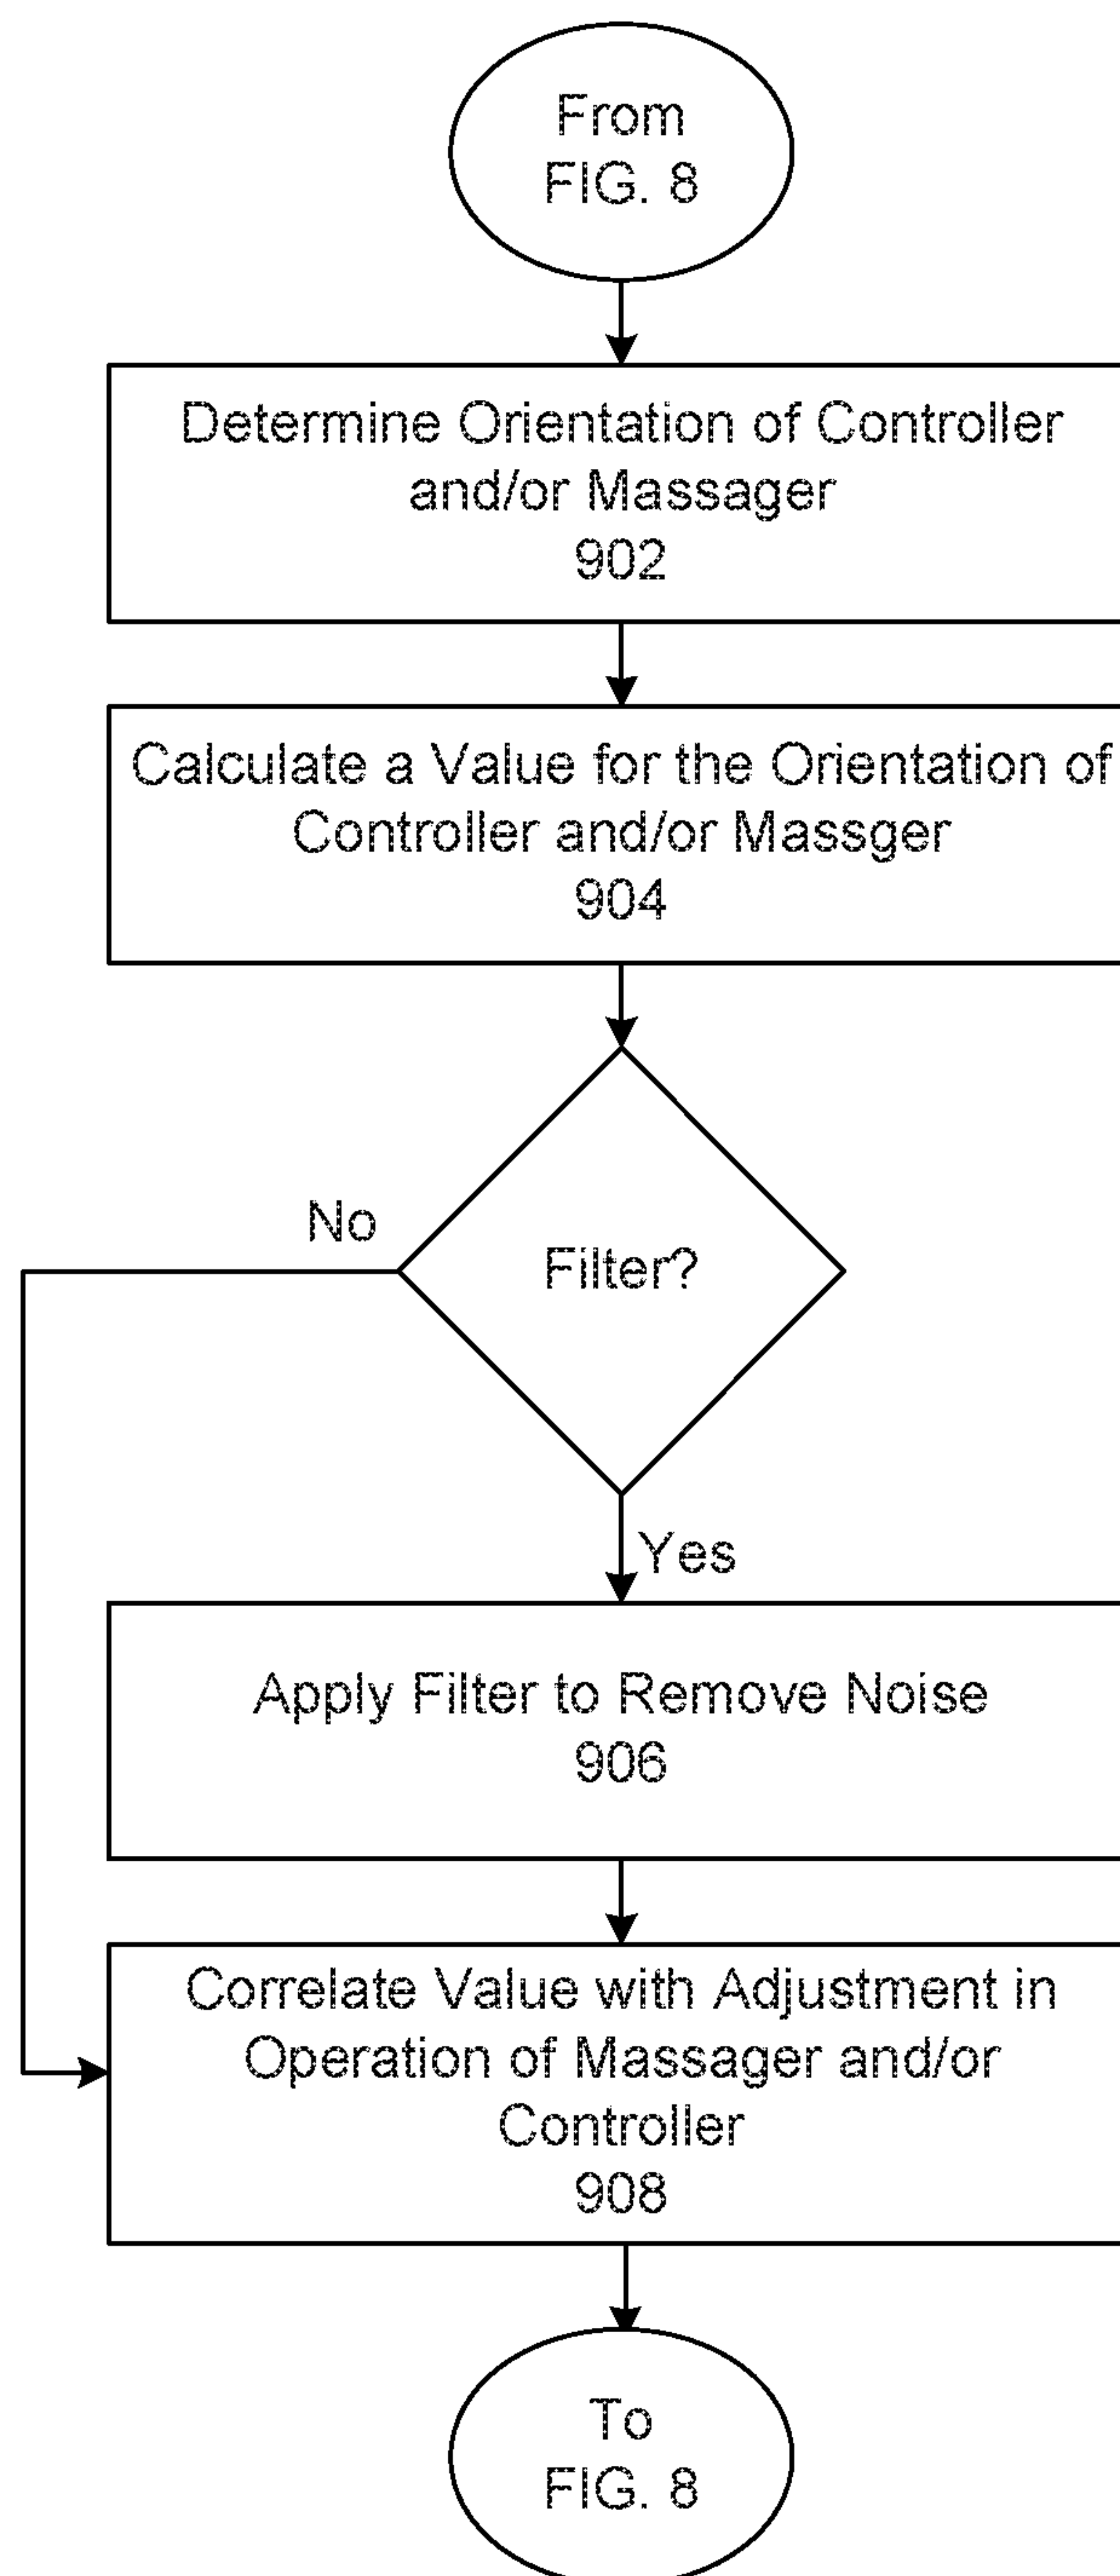 From
FIG. 8
Determine Orientation of Controller
and/or Massager
902
Calculate a Value for the Orientation of
Controller and/or Massger
904
Filter?
No
Yes
Apply Filter to Remove Noise
906
Correlate Value with Adjustment in
Operation of Massager and/or
Controller
908
To
FIG. 8